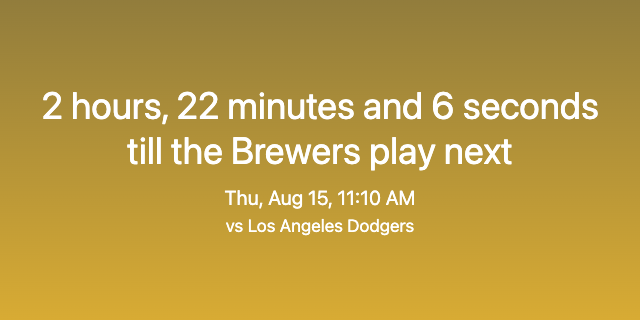 2 hours, 22 minutes and 6 seconds
till the Brewers play next
Thu, Aug 15, 11:10 AM
vs Los Angeles Dodgers